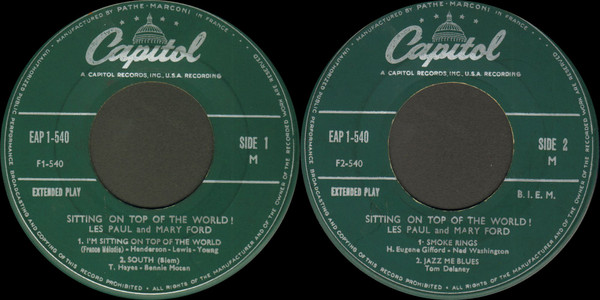 MANUFACTURED BY PATHE-MARCONI IN FRANCE
Capitol
A CAPITOL RECORDS, INC., U.S.A. RECORDING
EAP 1-540
SIDE 1
F1-540
M
EXTENDED PLAY
SITTING ON TOP OF THE WORLD!
LES PAUL and MARY FORD
1. I'M SITTING ON TOP OF THE WORLD
(France Mélodie) - Henderson - Lewis - Young
2. SOUTH (Biem)
T. Hayes - Bennie Moten
UNAUTHORIZED PUBLIC PERFORMANCE BROADCASTING AND COPYING OF THIS RECORD PROHIBITED - ALL RIGHTS OF THE MANUFACTURER AND OF THE OWNER OF THE RECORDED WORK ARE RESERVED
MANUFACTURED BY PATHE-MARCONI IN FRANCE
Capitol
A CAPITOL RECORDS, INC., U.S.A. RECORDING
EAP 1-540
SIDE 2
F2-540
M
EXTENDED PLAY
B. I. E. M.
SITTING ON TOP OF THE WORLD!
LES PAUL and MARY FORD
1- SMOKE RINGS
H. Eugene Gifford - Ned Washington
2. JAZZ ME BLUES
Tom Delaney
UNAUTHORIZED PUBLIC PERFORMANCE BROADCASTING AND COPYING OF THIS RECORD PROHIBITED - ALL RIGHTS OF THE MANUFACTURER AND OF THE OWNER OF THE RECORDED WORK ARE RESERVED